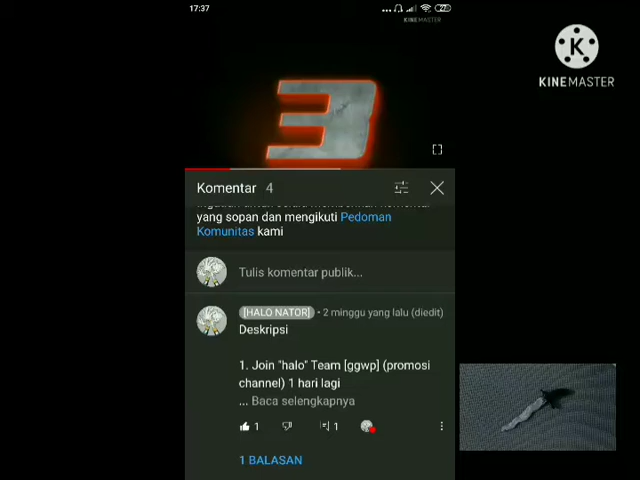 17:37
27
KINEMASTER
KINEMASTER
3
Komentar 4
yang sopan dan mengikuti Pedoman
Komunitas kami
Tulis komentar publik...
[HALO NATOR] • 2 minggu yang lalu (diedit)
Deskripsi
1. Join "halo" Team [ggwp] (promosi
channel) 1 hari lagi
... Baca selengkapnya
1 1
1 BALASAN